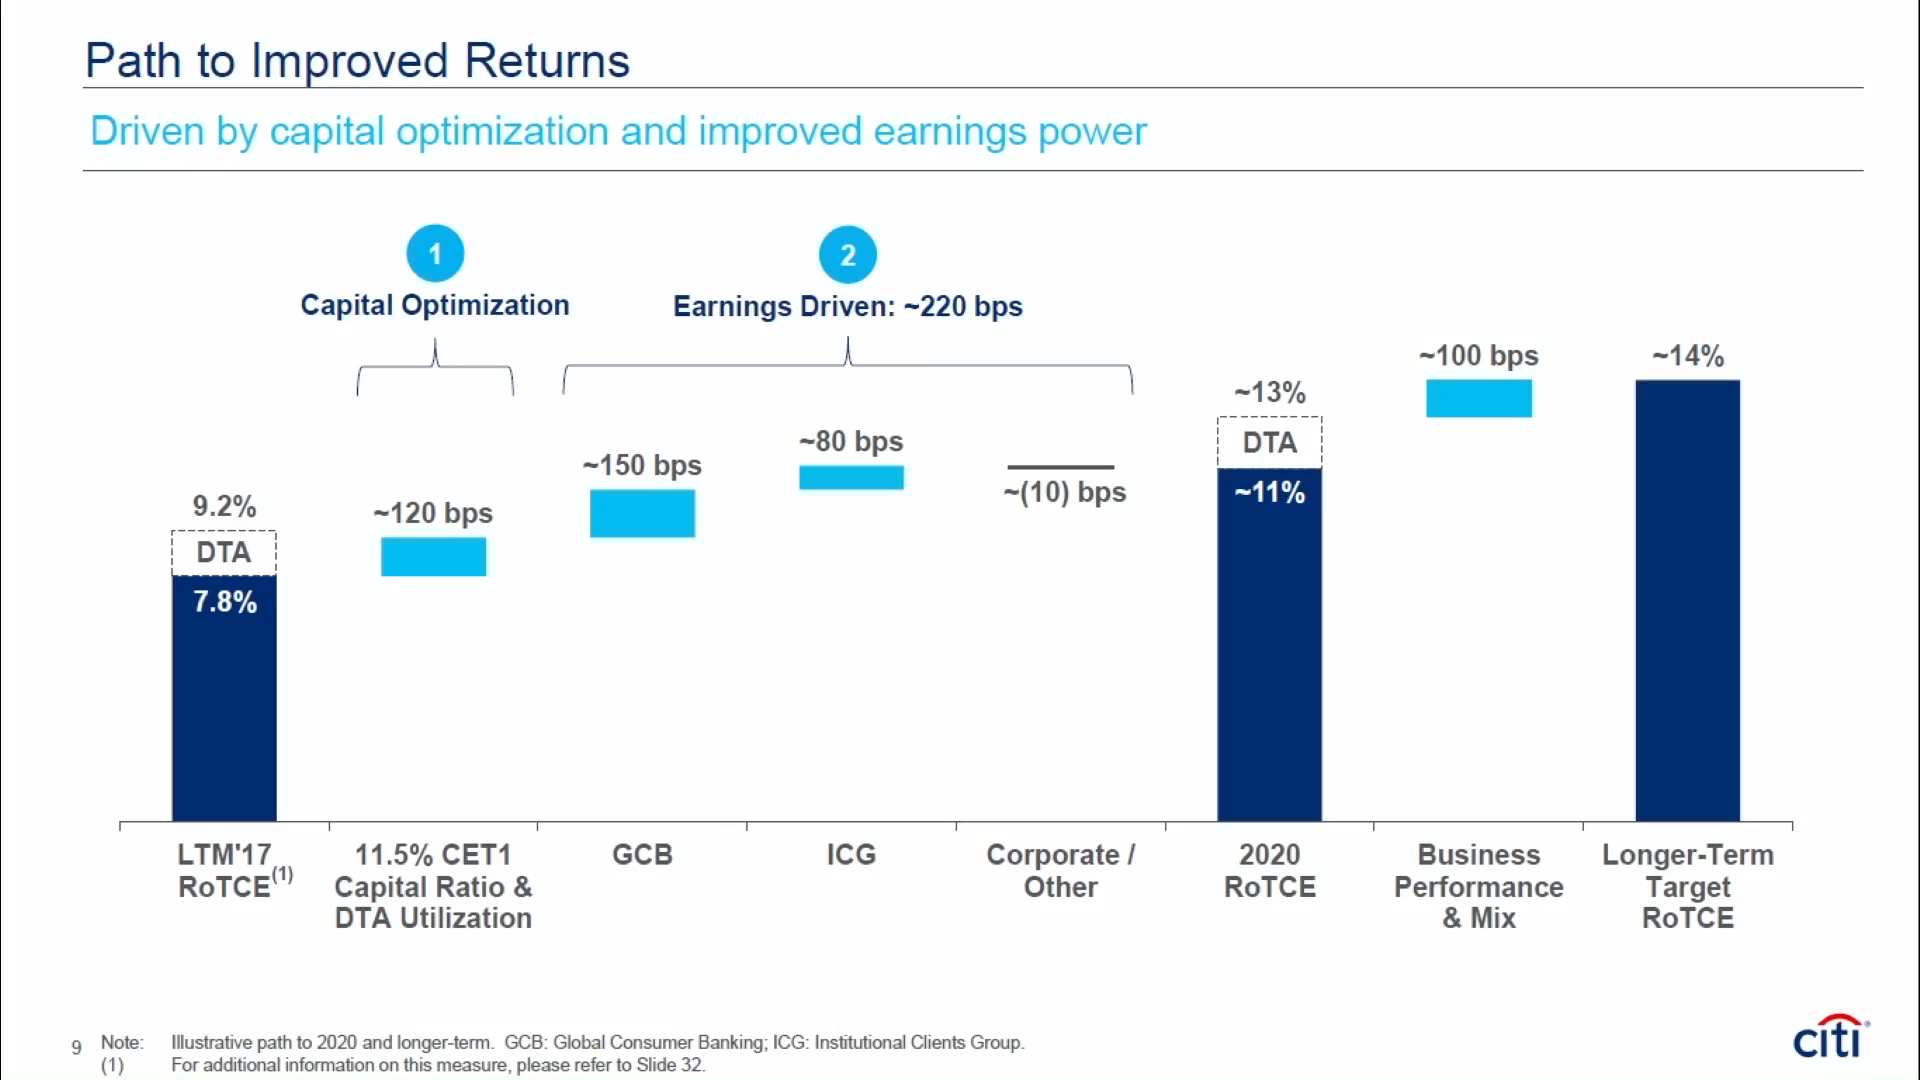 Path to Improved Returns
Driven by capital optimization and improved earnings power
1
Capital Optimization
2
Earnings Driven: ~220 bps
9.2%
DTA
7.8%
~120 bps
~150 bps
~80 bps
~(10) bps
~13%
DTA
~11%
~100 bps
~14%
LTM'17
RoTCE(1)
11.5% CET1
Capital Ratio &
DTA Utilization
GCB
ICG
Corporate /
Other
2020
RoTCE
Business
Performance
& Mix
Longer-Term
Target
RoTCE
9
Note: Illustrative path to 2020 and longer-term. GCB: Global Consumer Banking; ICG: Institutional Clients Group.
(1) For additional information on this measure, please refer to Slide 32.
citi®